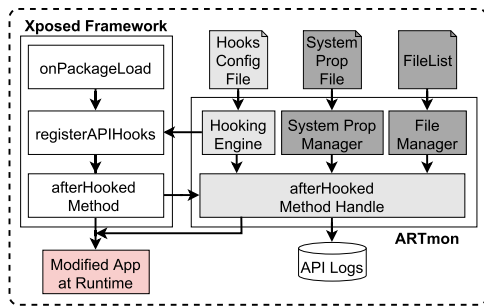 Xposed Framework
onPackageLoad
registerAPIHooks
afterHooked
Method
Modified App
at Runtime
Hooks
Config
File
System
Prop
File
FileList
Hooking
Engine
System Prop
Manager
File
Manager
afterHooked
Method Handle
ARTmon
API Logs